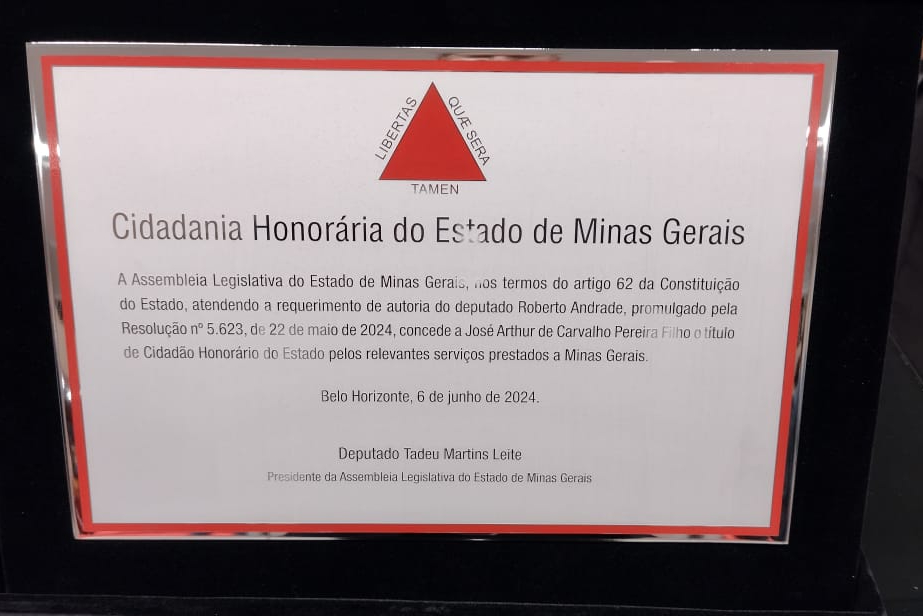 LIBERTAS QUÆ SERA
TAMEN
Cidadania Honorária do Estado de Minas Gerais
A Assembleia Legislativa do Estado de Minas Gerais, nos termos do artigo 62 da Constituição
do Estado, atendendo a requerimento de autoria do deputado Roberto Andrade, promulgado pela
Resolução nº 5.623, de 22 de maio de 2024, concede a José Arthur de Carvalho Pereira Filho o título
de Cidadão Honorário do Estado pelos relevantes serviços prestados a Minas Gerais.
Belo Horizonte, 6 de junho de 2024.
Deputado Tadeu Martins Leite
Presidente da Assembleia Legislativa do Estado de Minas Gerais